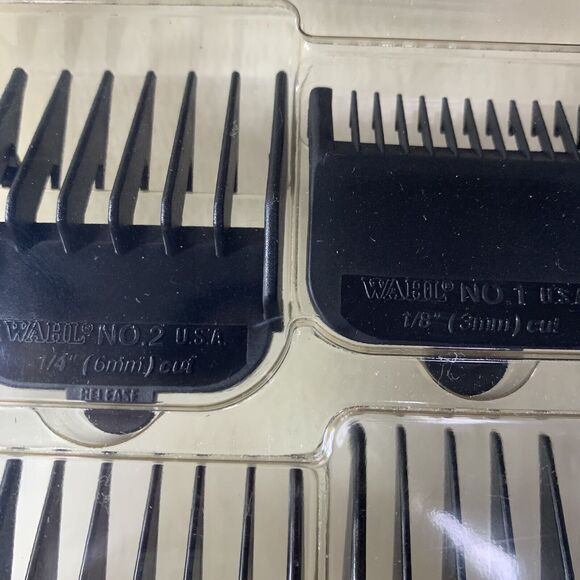 WAHL® NO.2 U.S.A.
1/4" (6mm) cut
RELEASE
WAHL® NO.1 U.S.A
1/8" (3mm) cut